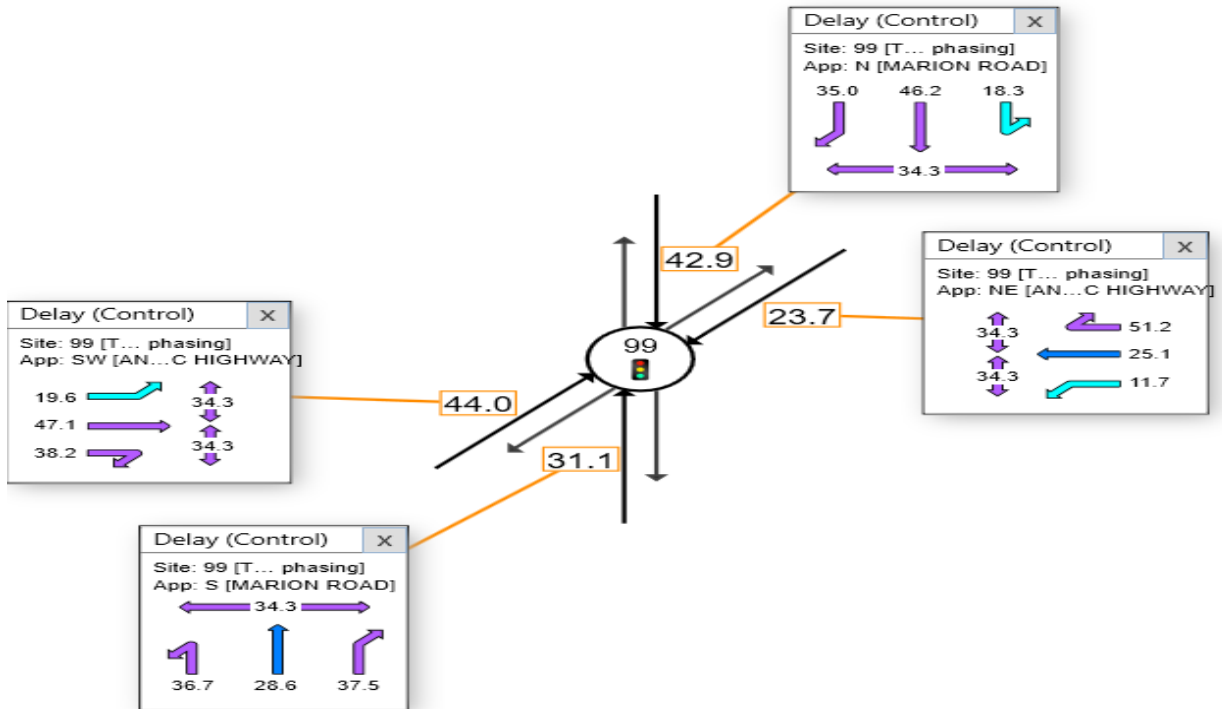 Delay (Control) X
Site: 99 [T... phasing]
App: N [MARION ROAD]
35.0 46.2 18.3
34.3
42.9
Delay (Control) X
Site: 99 [T... phasing]
App: NE [AN...C HIGHWAY]
34.3
34.3
51.2
25.1
11.7
23.7
99
Delay (Control) X
Site: 99 [T... phasing]
App: SW [AN...C HIGHWAY]
19.6
47.1
38.2
34.3
34.3
44.0
31.1
Delay (Control) X
Site: 99 [T... phasing]
App: S [MARION ROAD]
34.3
36.7 28.6 37.5